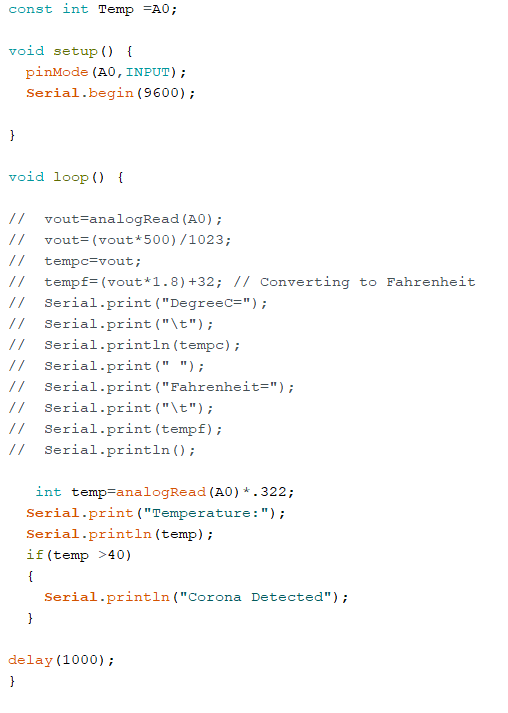 const int Temp =A0;
void setup() {
pinMode(A0,INPUT);
Serial.begin(9600);
}
void loop() {
//  vout=analogRead(A0);
//  vout=(vout*500)/1023;
//  tempc=vout;
//  tempf=(vout*1.8)+32; // Converting to Fahrenheit
//  Serial.print("DegreeC=");
//  Serial.print("\t");
//  Serial.println(tempc);
//  Serial.print(" ");
//  Serial.print("Fahrenheit=");
//  Serial.print("\t");
//  Serial.print(tempf);
//  Serial.println();
int temp=analogRead(A0)*.322;
Serial.print("Temperature:");
Serial.println(temp);
if(temp >40)
{
Serial.println("Corona Detected");
}
delay(1000);
}